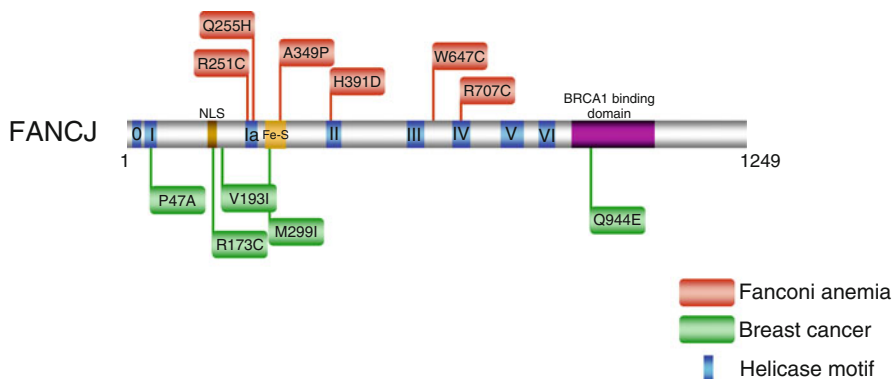 Q255H
R251C
A349P
H391D
W647C
R707C
NLS
BRCA1 binding
domain
FANCJ
0 I Ia Fe-S II III IV V VI
1
1249
P47A
V193I
R173C
M299I
Q944E
Fanconi anemia
Breast cancer
Helicase motif